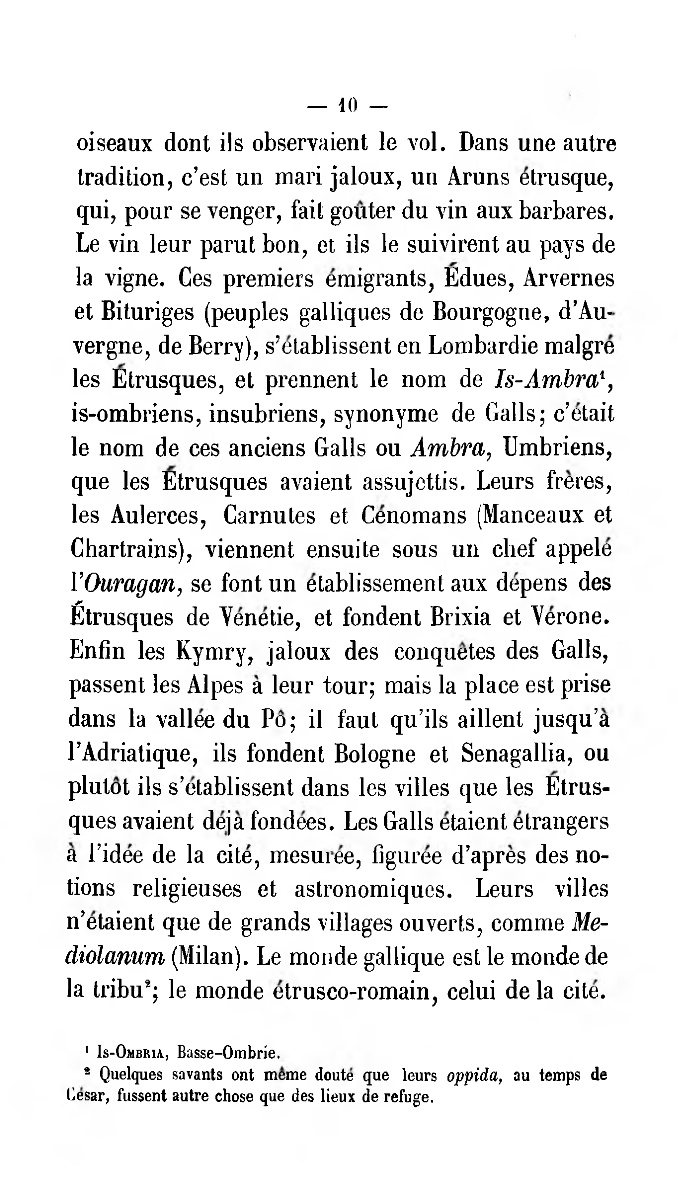 — 10 —
oiseaux dont ils observaient le vol. Dans une autre
tradition, c’est un mari jaloux, un Aruns étrusque,
qui, pour se venger, fait goûter du vin aux barbares.
Le vin leur parut bon, et ils le suivirent au pays de
la vigne. Ces premiers émigrants, Édues, Arvernes
et Bituriges (peuples galliques de Bourgogne, d’Au-
vergne, de Berry), s’établissent en Lombardie malgré
les Étrusques, et prennent le nom de Is-Ambra¹,
is-ombriens, insubriens, synonyme de Galls; c’était
le nom de ces anciens Galls ou Ambra, Umbriens,
que les Étrusques avaient assujettis. Leurs frères,
les Aulerces, Carnutes et Cénomans (Manceaux et
Chartrains), viennent ensuite sous un chef appelé
l’Ouragan, se font un établissement aux dépens des
Étrusques de Vénétie, et fondent Brixia et Vérone.
Enfin les Kymry, jaloux des conquêtes des Galls,
passent les Alpes à leur tour; mais la place est prise
dans la vallée du Pô; il faut qu’ils aillent jusqu’à
l’Adriatique, ils fondent Bologne et Senagallia, ou
plutôt ils s’établissent dans les villes que les Étrus-
ques avaient déjà fondées. Les Galls étaient étrangers
à l’idée de la cité, mesurée, figurée d’après des no-
tions religieuses et astronomiques. Leurs villes
n’étaient que de grands villages ouverts, comme Me-
diolanum (Milan). Le monde gallique est le monde de
la tribu²; le monde étrusco-romain, celui de la cité.
¹ Is-Ombria, Basse-Ombrie.
² Quelques savants ont même douté que leurs oppida, au temps de
César, fussent autre chose que des lieux de refuge.